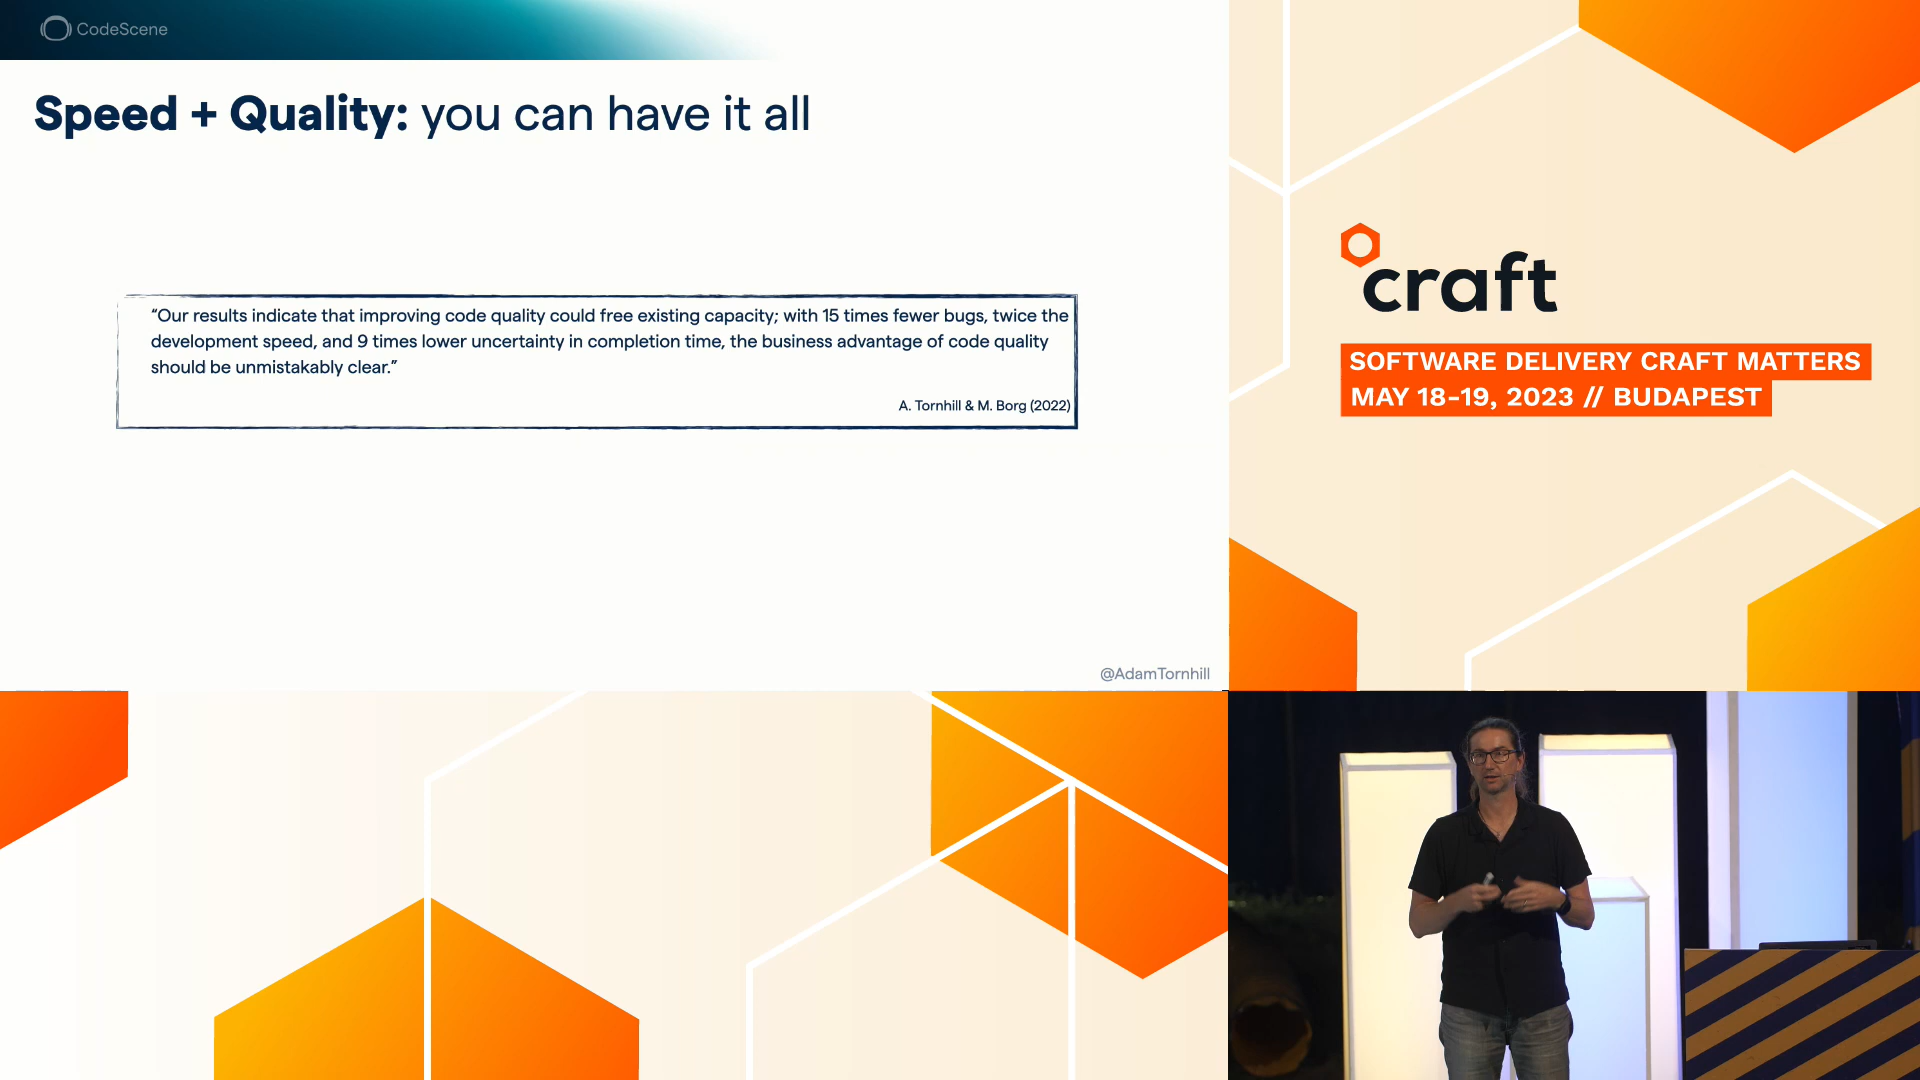 CodeScene
Speed + Quality: you can have it all
“Our results indicate that improving code quality could free existing capacity; with 15 times fewer bugs, twice the
development speed, and 9 times lower uncertainty in completion time, the business advantage of code quality
should be unmistakably clear.”
A. Tornhill & M. Borg (2022)
@AdamTornhill
craft
SOFTWARE DELIVERY CRAFT MATTERS
MAY 18-19, 2023 // BUDAPEST